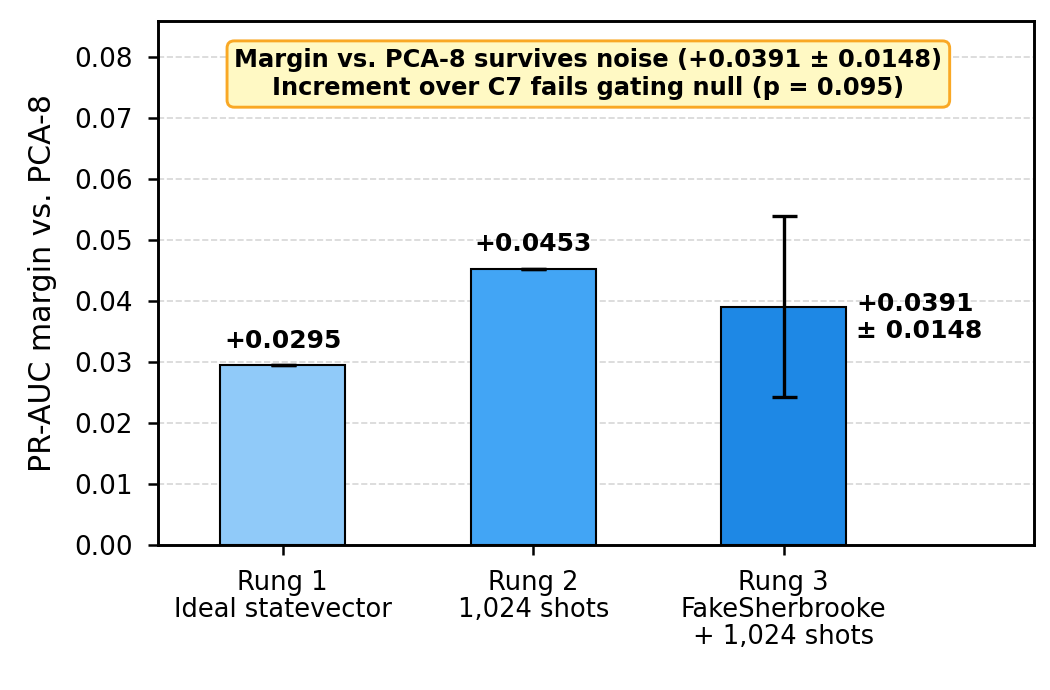 PR-AUC margin vs. PCA-8
0.08
0.07
0.06
0.05
0.04
0.03
0.02
0.01
0.00
Margin vs. PCA-8 survives noise (+0.0391 ± 0.0148)
Increment over C7 fails gating null (p = 0.095)
+0.0295
+0.0453
+0.0391
± 0.0148
Rung 1
Ideal statevector
Rung 2
1,024 shots
Rung 3
FakeSherbrooke
+ 1,024 shots